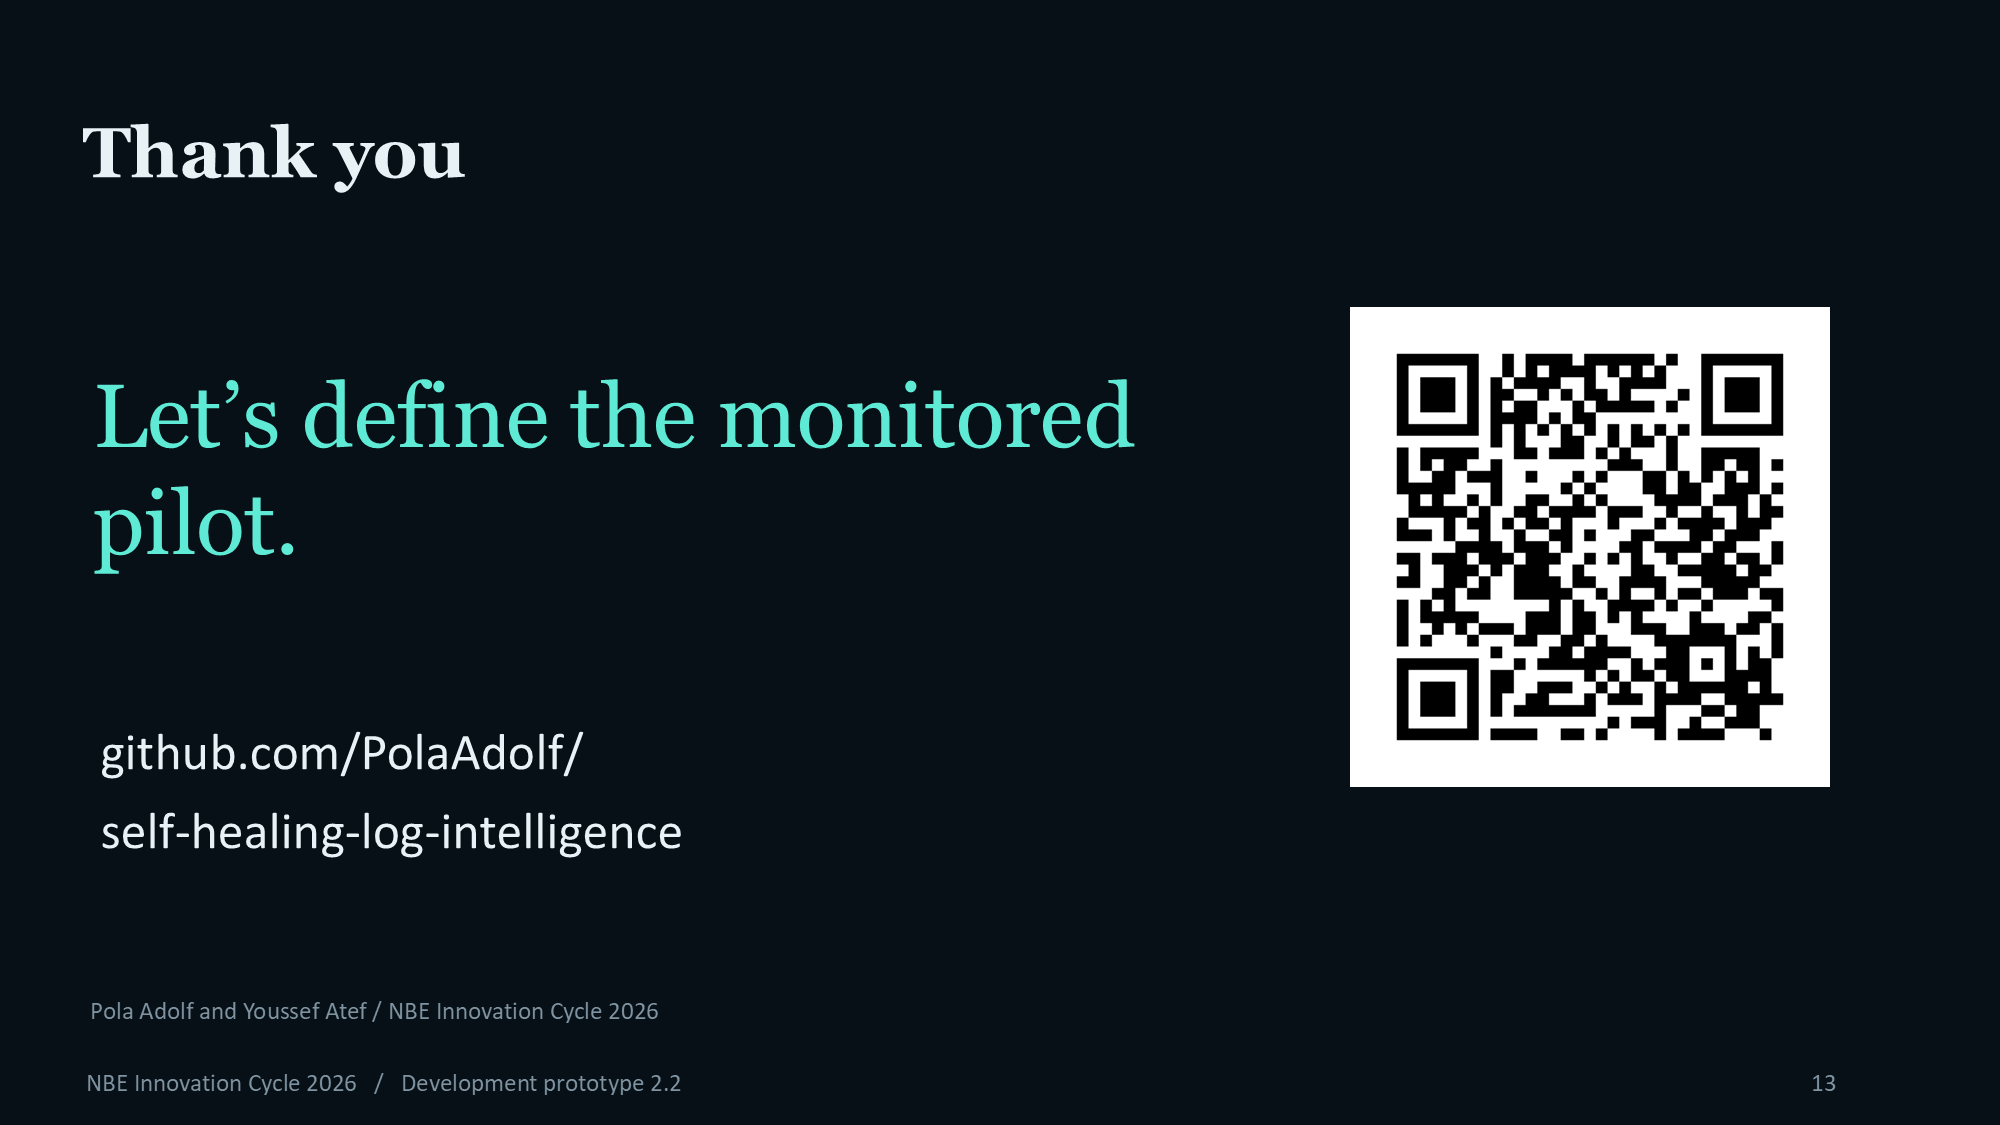 Thank you
Let’s define the monitored
pilot.
github.com/PolaAdolf/
self-healing-log-intelligence
Pola Adolf and Youssef Atef / NBE Innovation Cycle 2026
NBE Innovation Cycle 2026 / Development prototype 2.2
13